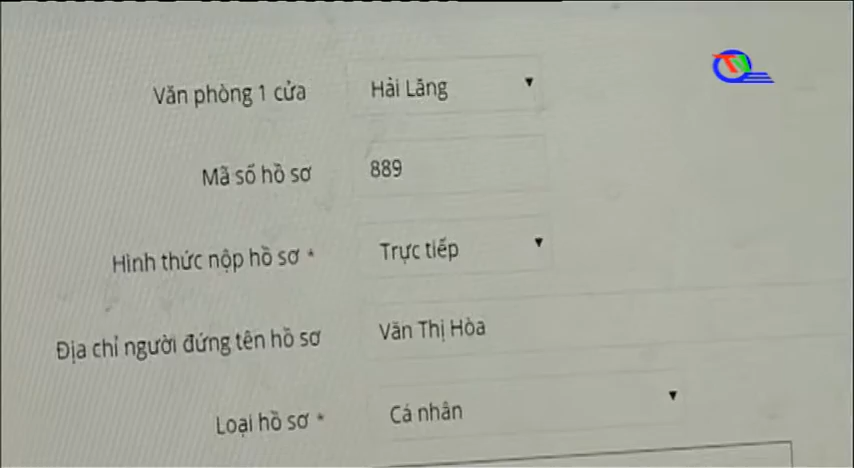 Văn phòng 1 cửa Hải Lăng
Mã số hồ sơ 889
Hình thức nộp hồ sơ * Trực tiếp
Địa chỉ người đứng tên hồ sơ Văn Thị Hòa
Loại hồ sơ * Cá nhân